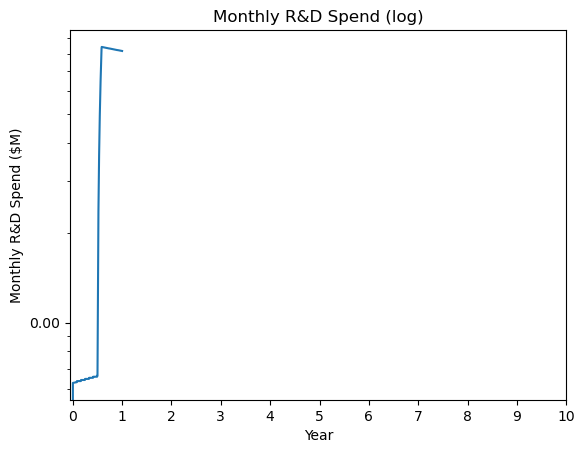 Monthly R&D Spend (log)
Monthly R&D Spend ($M)
0.00
0 1 2 3 4 5 6 7 8 9 10
Year